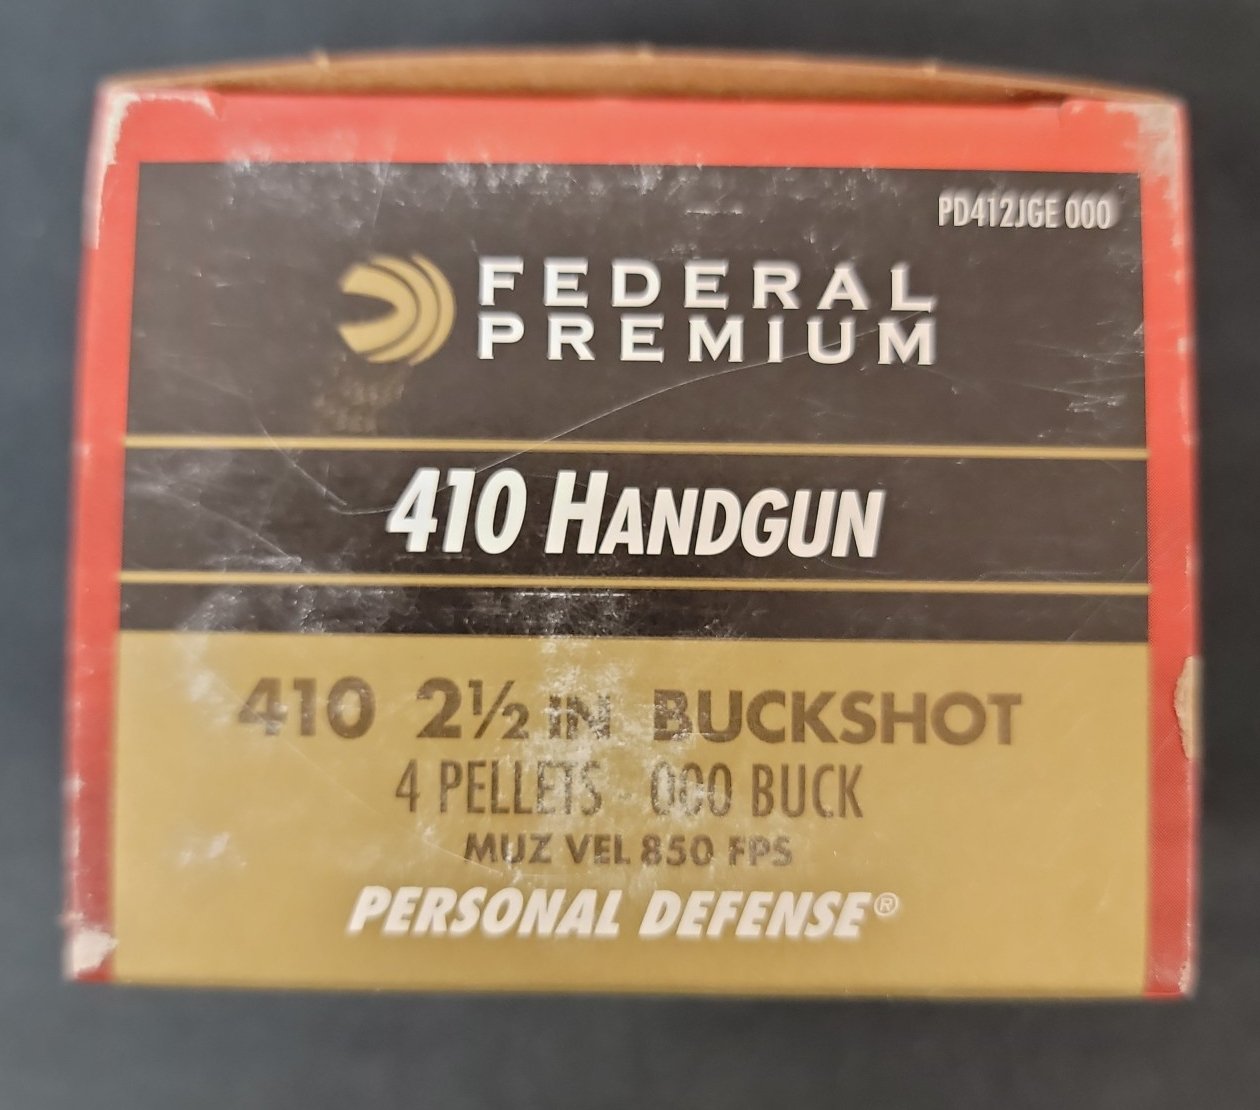 PD412JGE 000
FEDERAL
PREMIUM
410 HANDGUN
410 2½ IN BUCKSHOT
4 PELLETS 000 BUCK
MUZ VEL 850 FPS
PERSONAL DEFENSE®